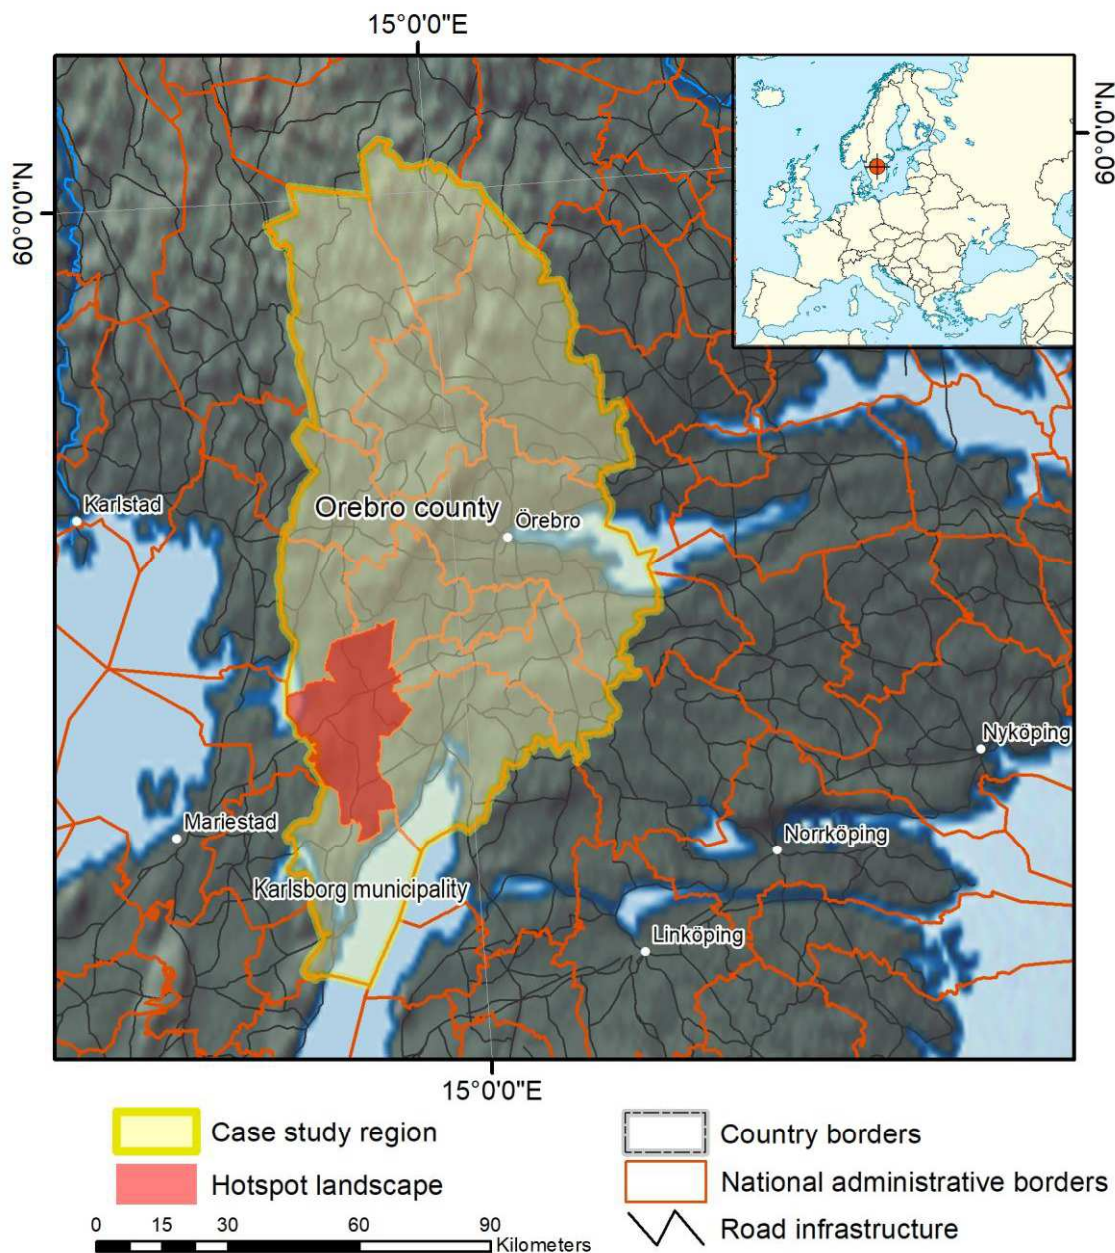 15°0'0"E
60°0'0"N
60°0'0"N
Karlstad
Orebro county
Örebro
Nyköping
Mariestad
Norrköping
Karlsborg municipality
Linköping
15°0'0"E
Case study region
Country borders
Hotspot landscape
National administrative borders
0 15 30 60 90
Kilometers
Road infrastructure